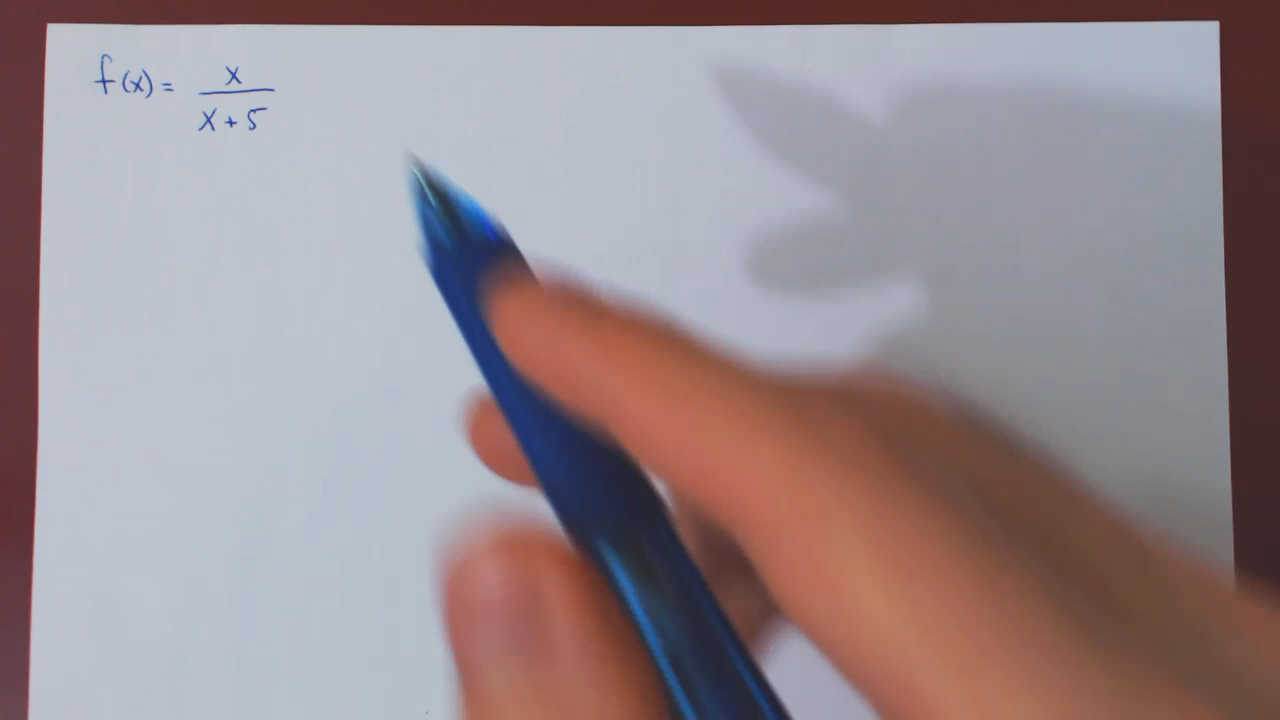 f(x) = x / (x + 5)